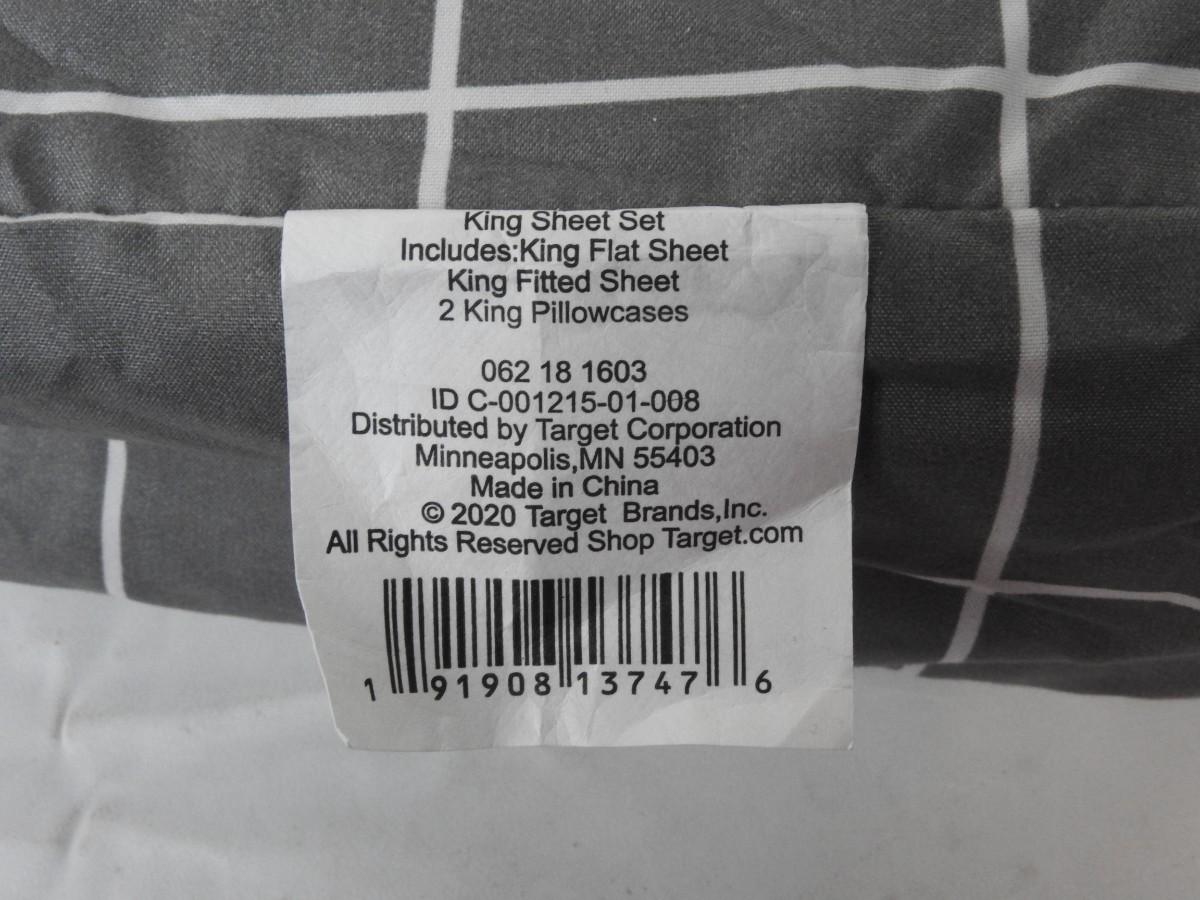 King Sheet Set
Includes:King Flat Sheet
King Fitted Sheet
2 King Pillowcases
062 18 1603
ID C-001215-01-008
Distributed by Target Corporation
Minneapolis,MN 55403
Made in China
© 2020 Target Brands,Inc.
All Rights Reserved Shop Target.com
1 91908 13747 6